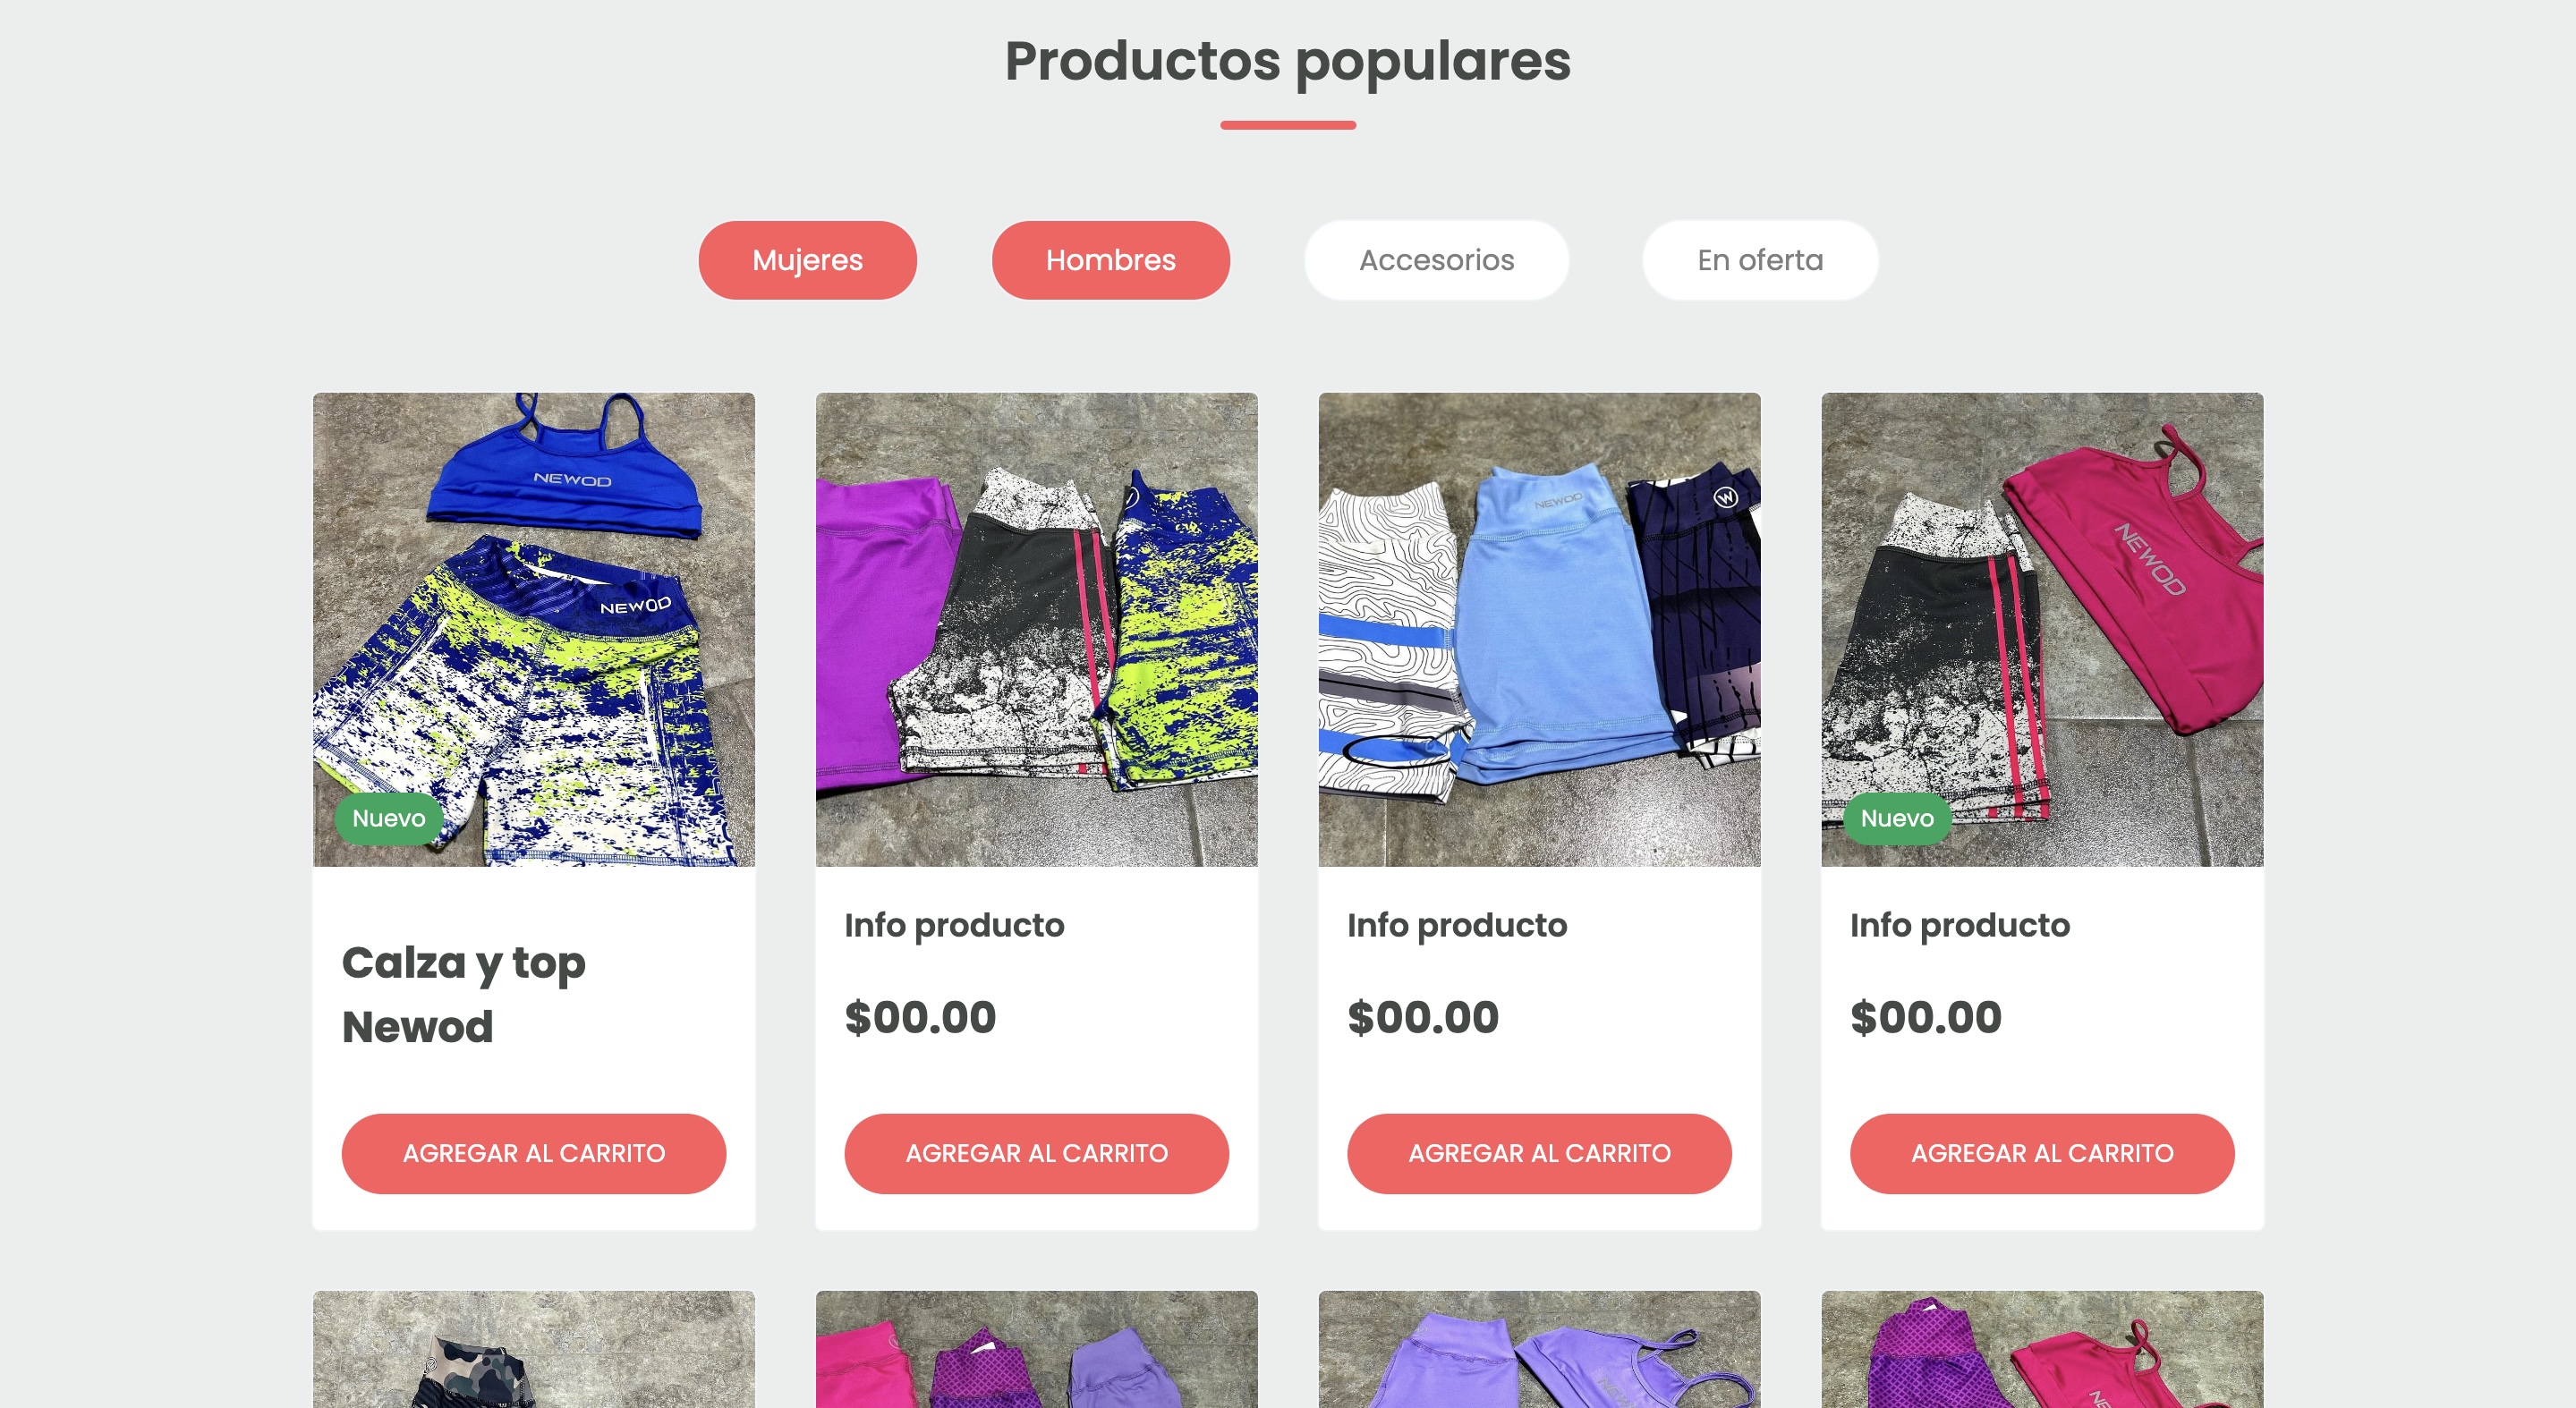 Productos populares
Mujeres
Hombres
Accesorios
En oferta
NEWOD
NEWOD
Nuevo
NEWOD
W
NEWOD
Nuevo
Calza y top
Newod
AGREGAR AL CARRITO
Info producto
$00.00
AGREGAR AL CARRITO
Info producto
$00.00
AGREGAR AL CARRITO
Info producto
$00.00
AGREGAR AL CARRITO